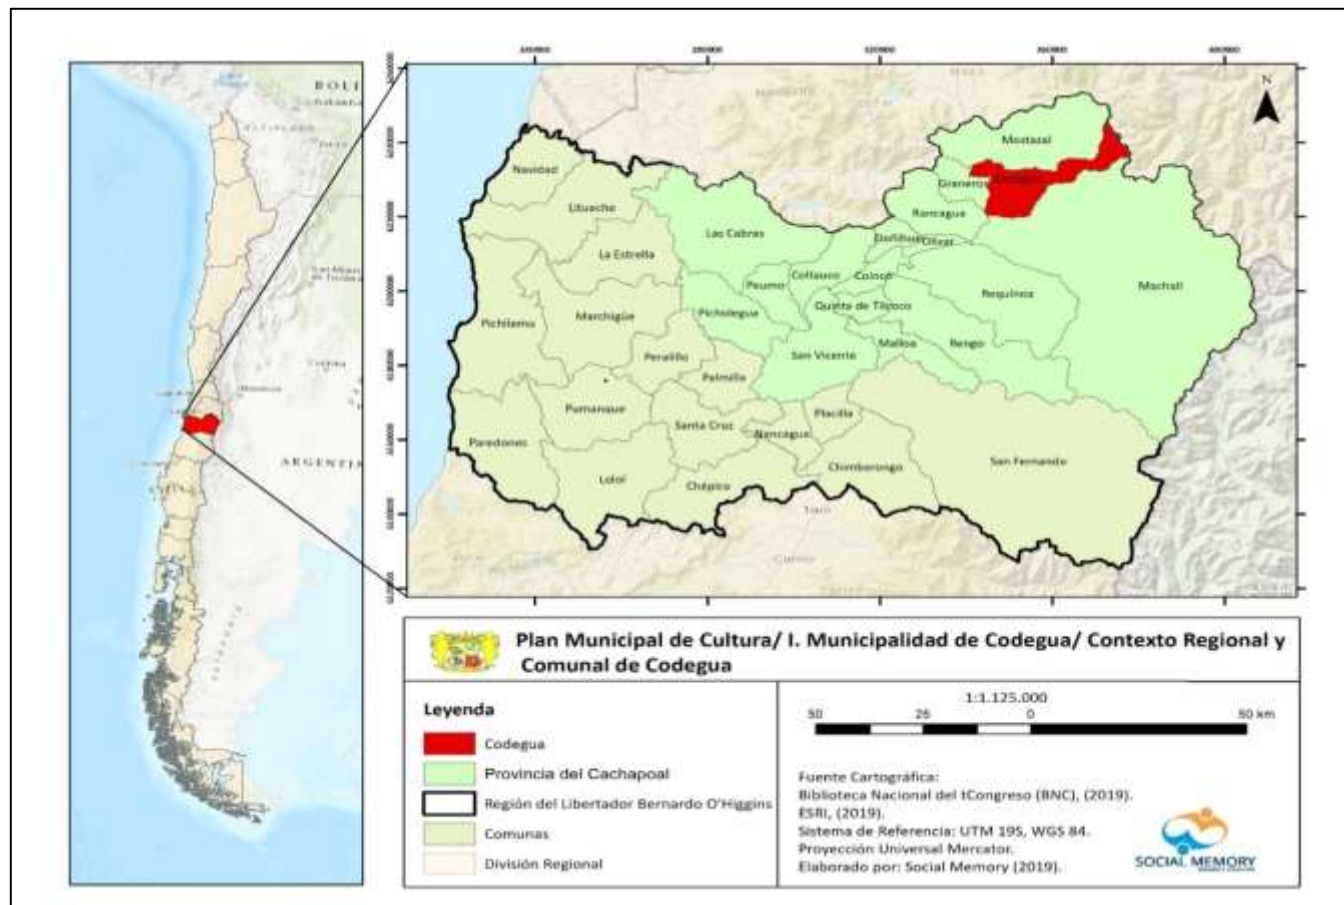 BOLI
ALTIPLANO
Mendoza
ARGENTIN
N
Mostazal
Navidad
Graneros
Litueche
Rancagua
Las Cabras
Doñihue
Olivar
La Estrella
Coltauco
Coinco
Peumo
Machalí
Requínoa
Quinta de Tilcoco
Marchigüe
Pichidegua
Pichilemu
Malloa
Rengo
San Vicente
Peralillo
Palmilla
Pumanque
Placilla
Santa Cruz
Nancagua
Paredones
San Fernando
Chimbarongo
Lolol
Chépica
Curico
Plan Municipal de Cultura/ I. Municipalidad de Codegua/ Contexto Regional y
Comunal de Codegua
Leyenda
Codegua
Provincia del Cachapoal
Región del Libertador Bernardo O'Higgins
Comunas
División Regional
1:1.125.000
50 25 0 50 km
Fuente Cartográfica:
Biblioteca Nacional del tCongreso (BNC), (2019).
ESRI, (2019).
Sistema de Referencia: UTM 19S, WGS 84.
Proyección Universal Mercator.
Elaborado por: Social Memory (2019).
SOCIAL MEMORY